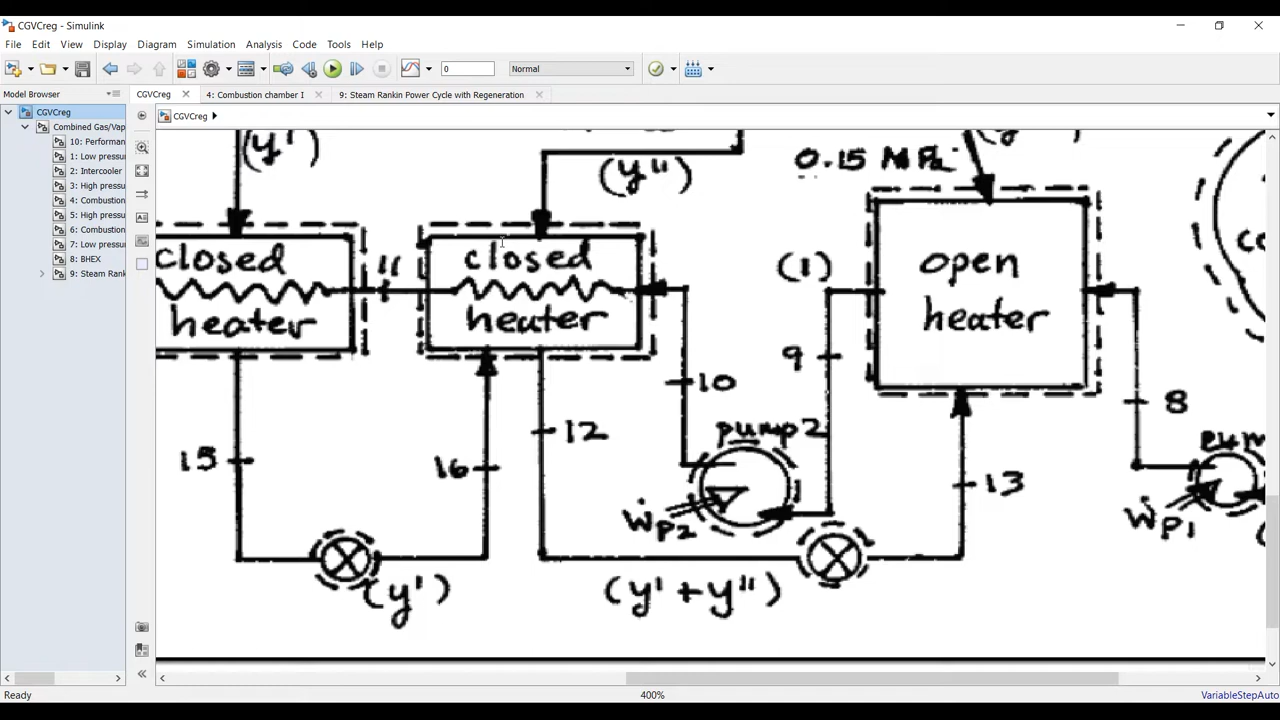 CGVCreg - Simulink
File Edit View Display Diagram Simulation Analysis Code Tools Help
0 Normal
Model Browser
CGVCreg 4: Combustion chamber I 9: Steam Rankin Power Cycle with Regeneration
CGVCreg
CGVCreg
Combined Gas/Vap
10: Performan
1: Low pressu
2: Intercooler
3: High pressu
4: Combustion
5: High pressu
6: Combustion
7: Low pressu
8: BHEX
9: Steam Rank
(y')
(y")
0.15 MPa
closed
heater
11
closed
heater
(1)
open
heater
9
10
8
12
pump2
15
16
13
Ẇp2
Ẇp1
(y')
(y'+y")
Ready
400%
VariableStepAuto